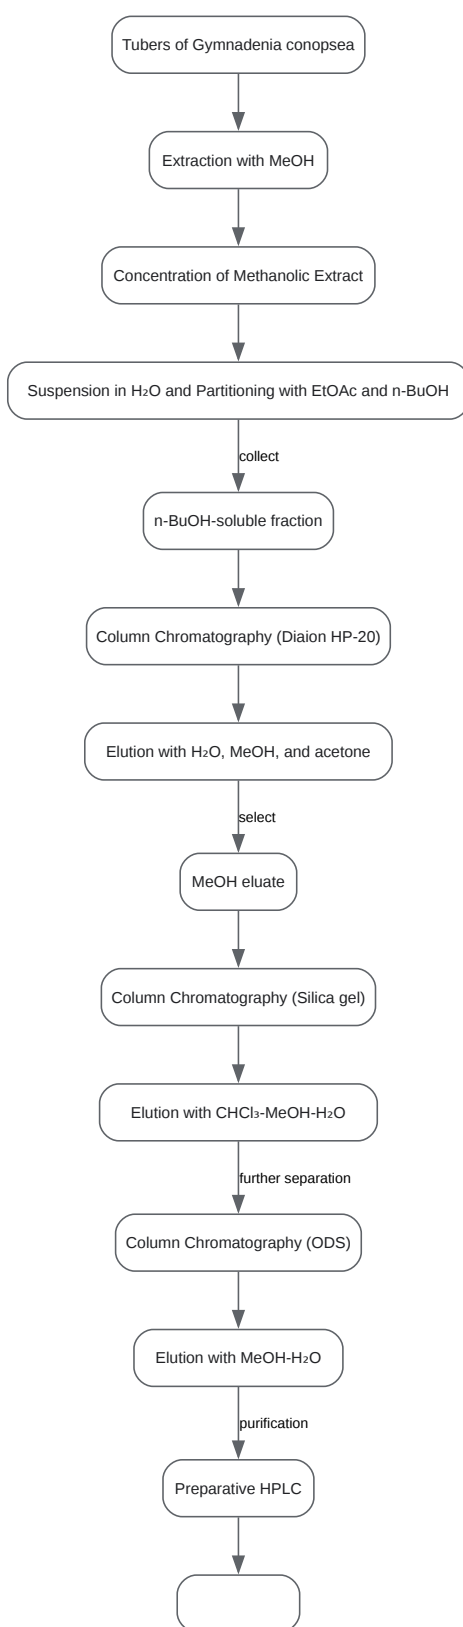 Tubers of Gymnadenia conopsea
Extraction with MeOH
Concentration of Methanolic Extract
Suspension in H₂O and Partitioning with EtOAc and n-BuOH
collect
n-BuOH-soluble fraction
Column Chromatography (Diaion HP-20)
Elution with H₂O, MeOH, and acetone
select
MeOH eluate
Column Chromatography (Silica gel)
Elution with CHCl₃-MeOH-H₂O
further separation
Column Chromatography (ODS)
Elution with MeOH-H₂O
purification
Preparative HPLC